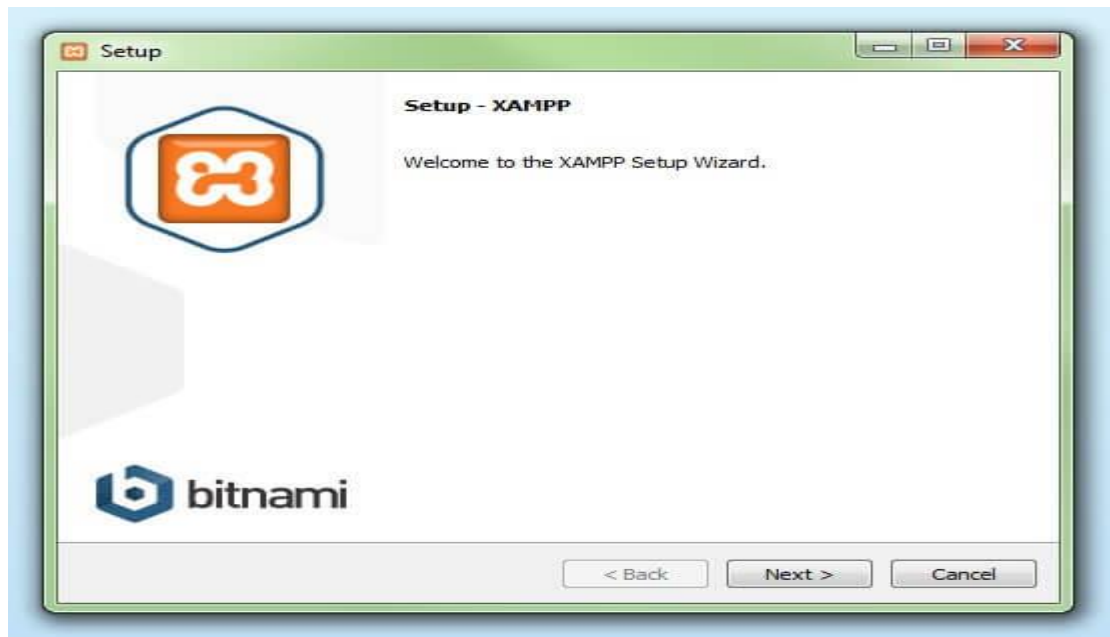 Setup
Setup - XAMPP
Welcome to the XAMPP Setup Wizard.
bitnami
< Back
Next >
Cancel